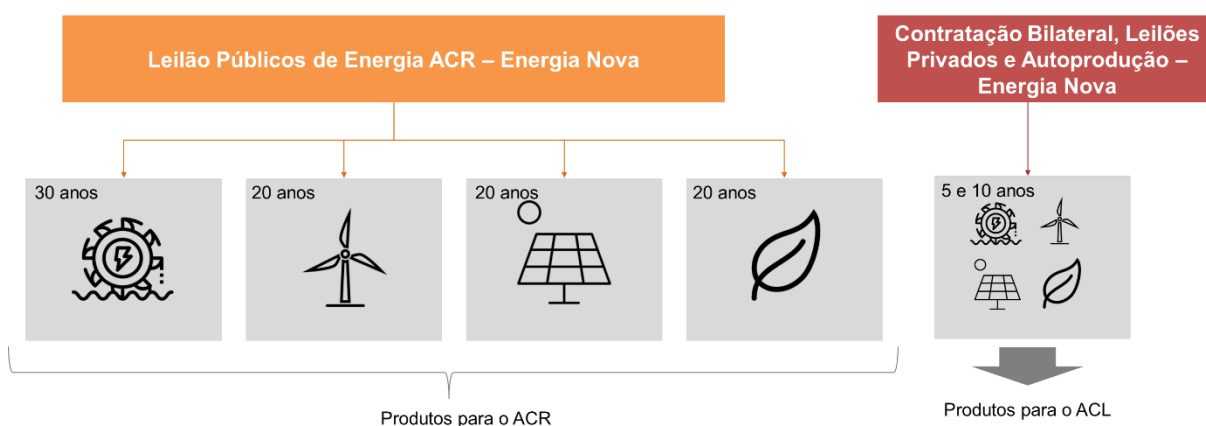 Leilão Públicos de Energia ACR – Energia Nova
Contratação Bilateral, Leilões
Privados e Autoprodução –
Energia Nova
30 anos
20 anos
20 anos
20 anos
5 e 10 anos
Produtos para o ACR
Produtos para o ACL